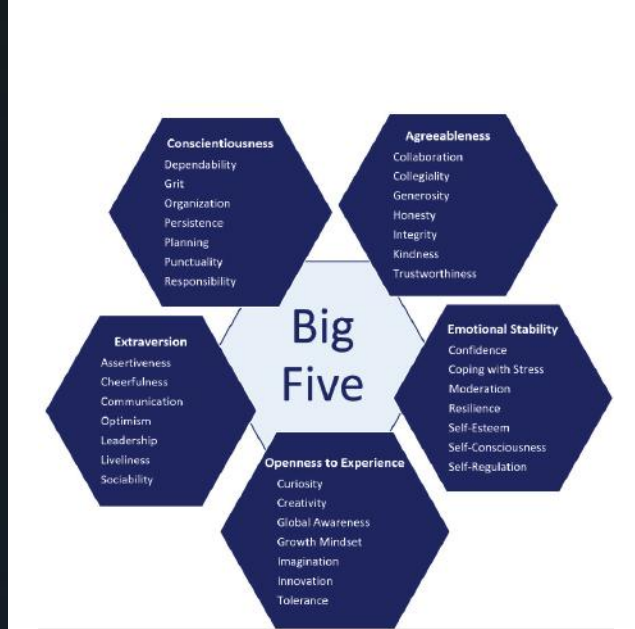 Conscientiousness
Dependability
Grit
Organization
Persistence
Planning
Punctuality
Responsibility
Agreeableness
Collaboration
Collegiality
Generosity
Honesty
Integrity
Kindness
Trustworthiness
Big
Five
Extraversion
Assertiveness
Cheerfulness
Communication
Optimism
Leadership
Liveliness
Sociability
Emotional Stability
Confidence
Coping with Stress
Moderation
Resilience
Self-Esteem
Self-Consciousness
Self-Regulation
Openness to Experience
Curiosity
Creativity
Global Awareness
Growth Mindset
Imagination
Innovation
Tolerance